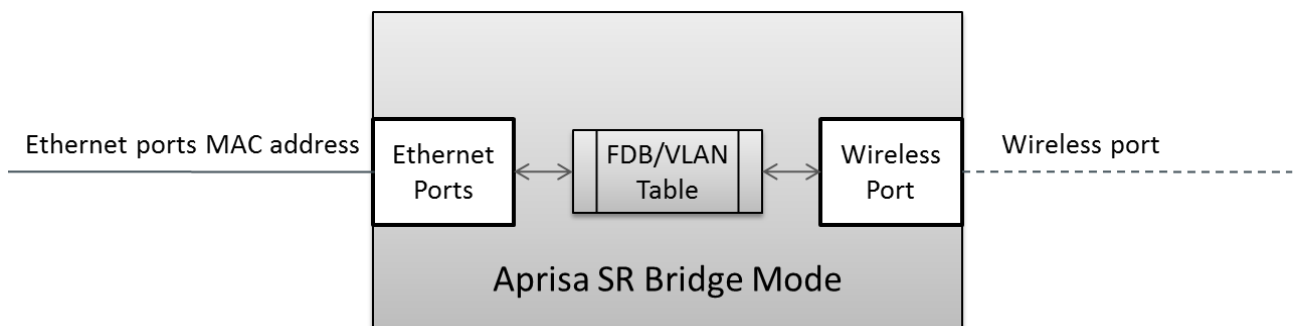 Ethernet ports MAC address
Ethernet
Ports
FDB/VLAN
Table
Wireless
Port
Wireless port
Aprisa SR Bridge Mode